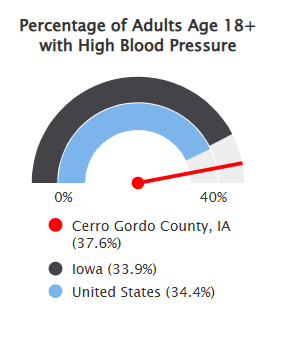 Percentage of Adults Age 18+
with High Blood Pressure
0%
40%
Cerro Gordo County, IA
(37.6%)
Iowa (33.9%)
United States (34.4%)